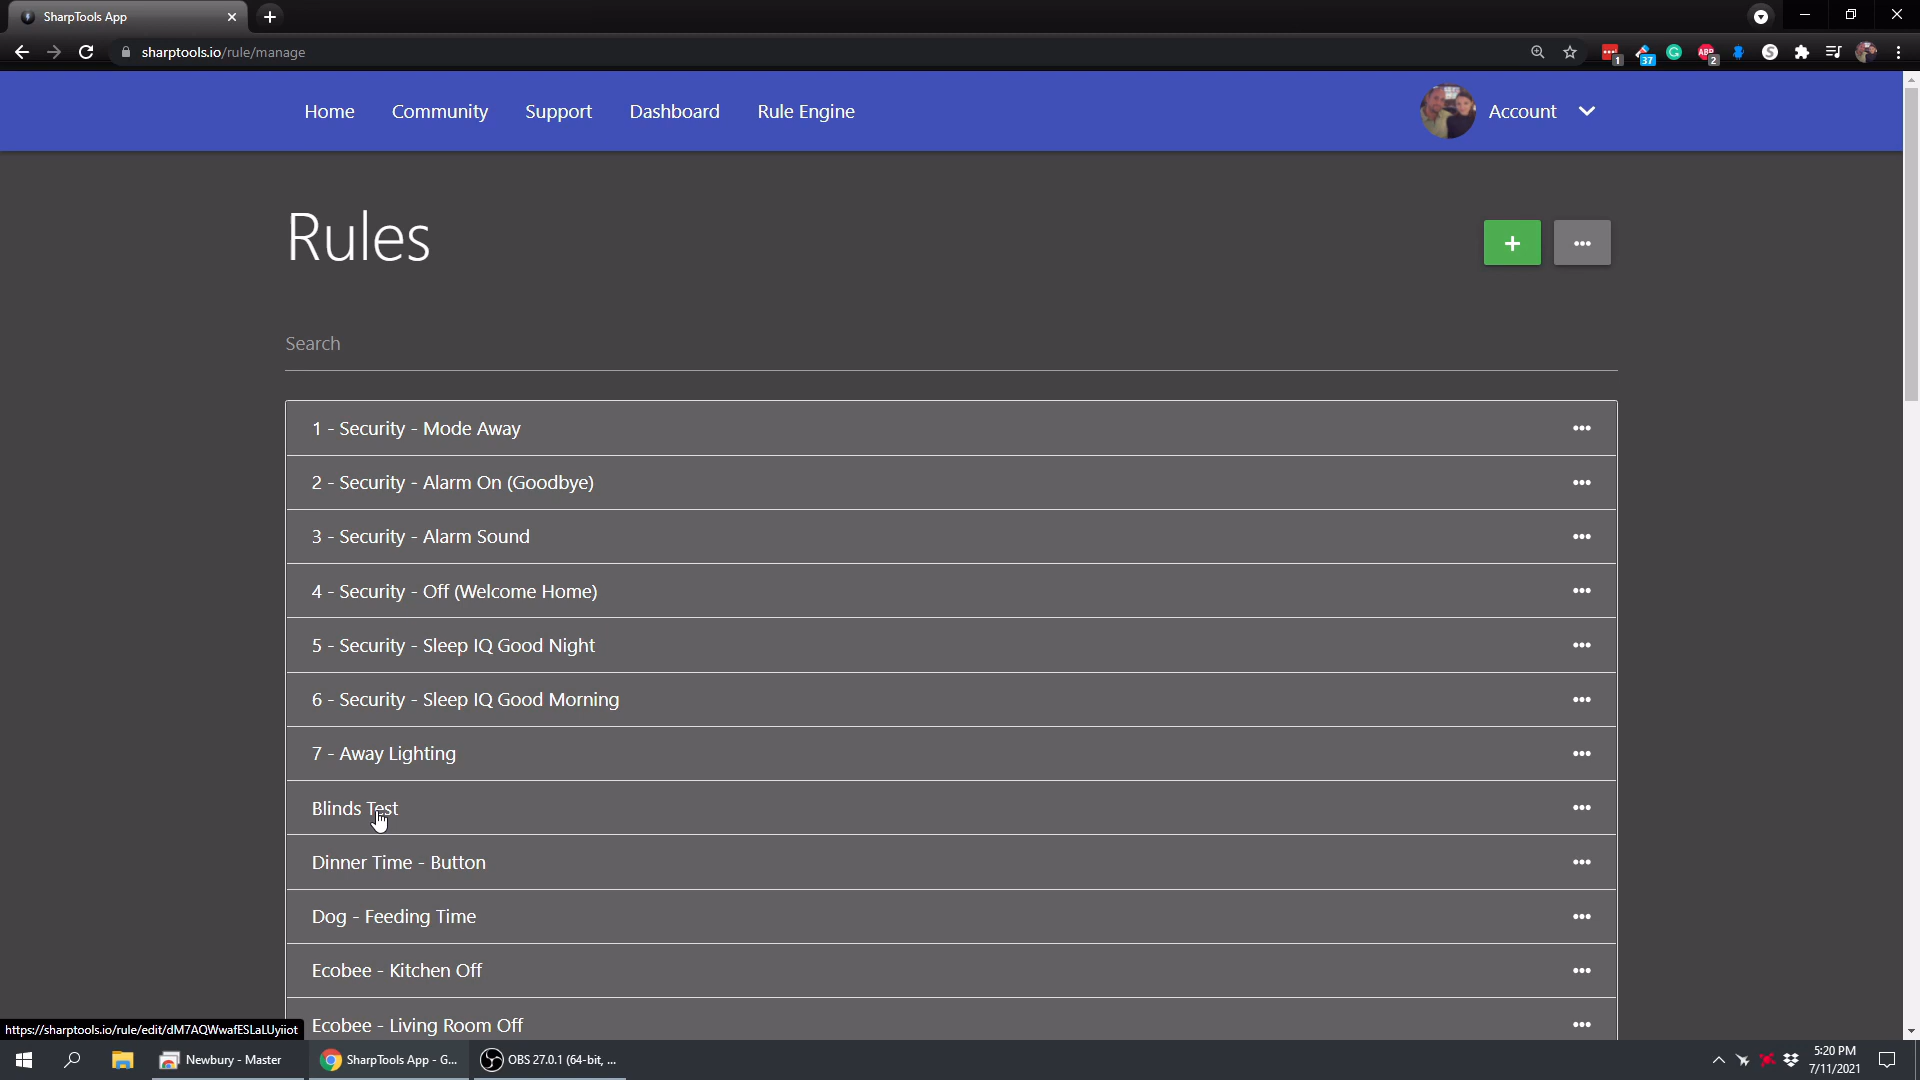 SharpTools App
sharptools.io/rule/manage
1
37
ABP
2
Home Community Support Dashboard Rule Engine
Account
Rules
Search
1 - Security - Mode Away
2 - Security - Alarm On (Goodbye)
3 - Security - Alarm Sound
4 - Security - Off (Welcome Home)
5 - Security - Sleep IQ Good Night
6 - Security - Sleep IQ Good Morning
7 - Away Lighting
Blinds Test
Dinner Time - Button
Dog - Feeding Time
Ecobee - Kitchen Off
Ecobee - Living Room Off
https://sharptools.io/rule/edit/dM7AQWwafESLaLUyiiot
Newbury - Master
SharpTools App - G...
OBS 27.0.1 (64-bit, ...
5:20 PM
7/11/2021